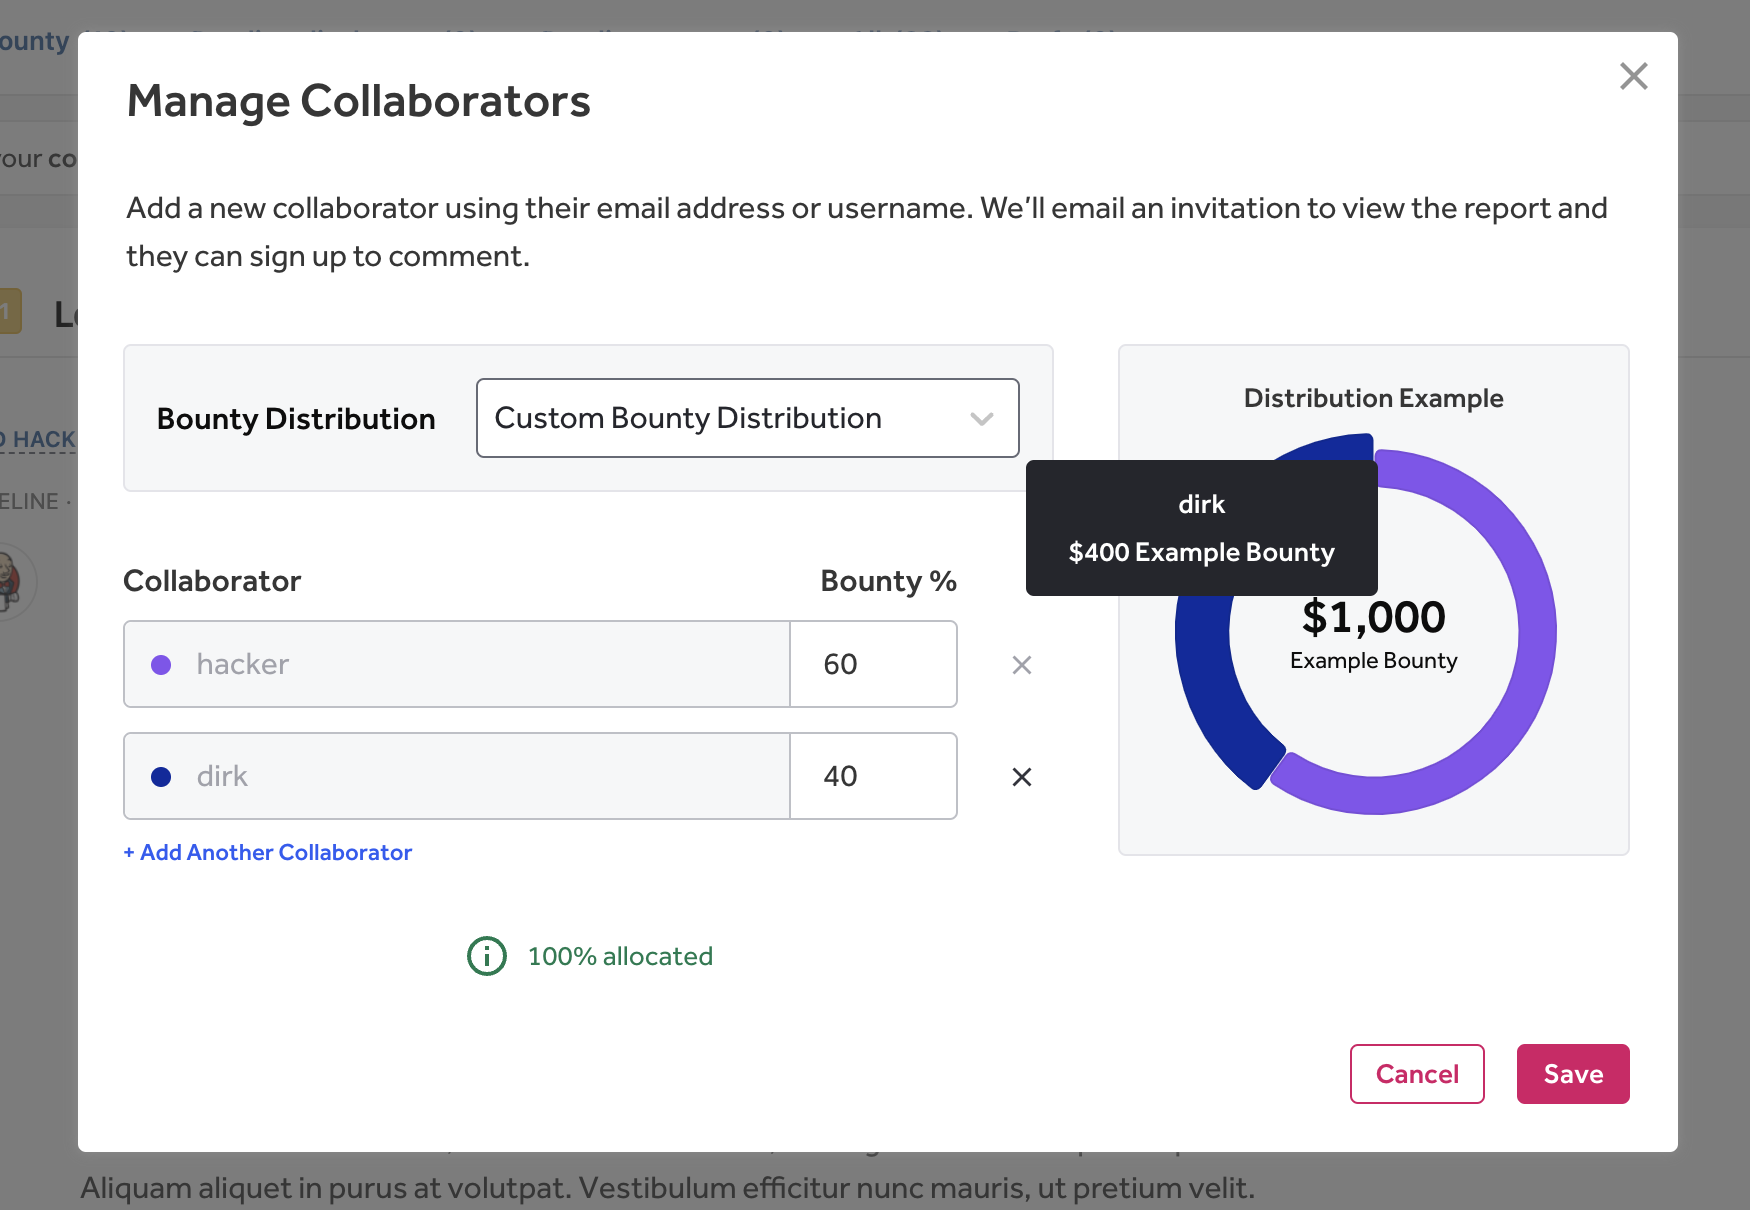 ounty
Manage Collaborators
our co
Add a new collaborator using their email address or username. We'll email an invitation to view the report and
they can sign up to comment.
1
Le
Bounty Distribution
Custom Bounty Distribution
Distribution Example
HACK
ELINE ·
dirk
$400 Example Bounty
Collaborator
Bounty %
$1,000
Example Bounty
hacker
60
dirk
40
+ Add Another Collaborator
100% allocated
Cancel
Save
Aliquam aliquet in purus at volutpat. Vestibulum efficitur nunc mauris, ut pretium velit.